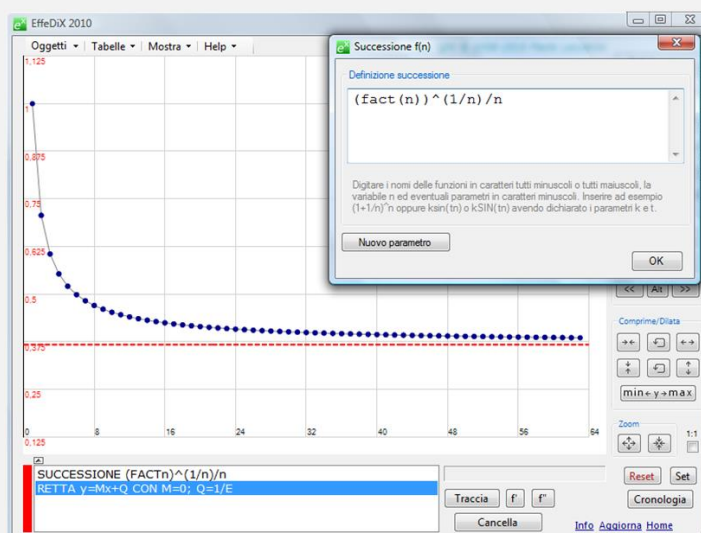 EffeDiX 2010
Oggetti Tabelle Mostra Help
Successione f(n)
Definizione successione
(fact(n))^(1/n)/n
Digitare i nomi delle funzioni in caratteri tutti minuscoli o tutti maiuscoli, la
variabile n ed eventuali parametri in caratteri minuscoli. Inserire ad esempio
(1+1/n)^n oppure ksin(tn) o kSIN(tn) avendo dichiarato i parametri k e t.
Nuovo parametro
OK
1,125
1
0,875
0,75
0,625
0,5
0,375
0,25
0,125
0 8 16 24 32 40 48 56 64
<< Alt >>
Comprime/Dilata
min← y →max
Zoom
1:1
SUCCESSIONE (FACTn)^(1/n)/n
RETTA y=Mx+Q CON M=0; Q=1/E
Traccia f' f''
Cancella
Reset Set
Cronologia
Info Aggiorna Home